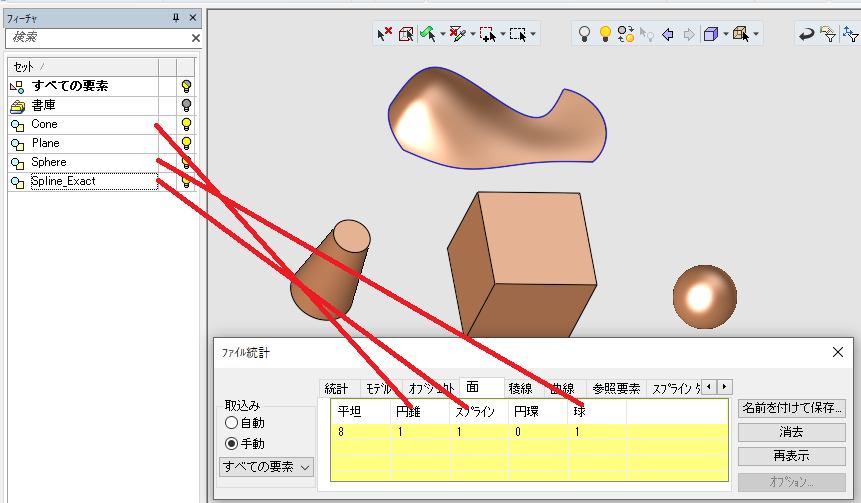 フィーチャ
検索
セット
すべての要素
書庫
Cone
Plane
Sphere
Spline_Exact
ファイル統計
統計 モデル オブジェクト 面 稜線 曲線 参照要素 スプライン
取込み
自動
手動
すべての要素
平坦 円錐 スプライン 円環 球
8 1 1 0 1
名前を付けて保存...
消去
再表示
オプション...